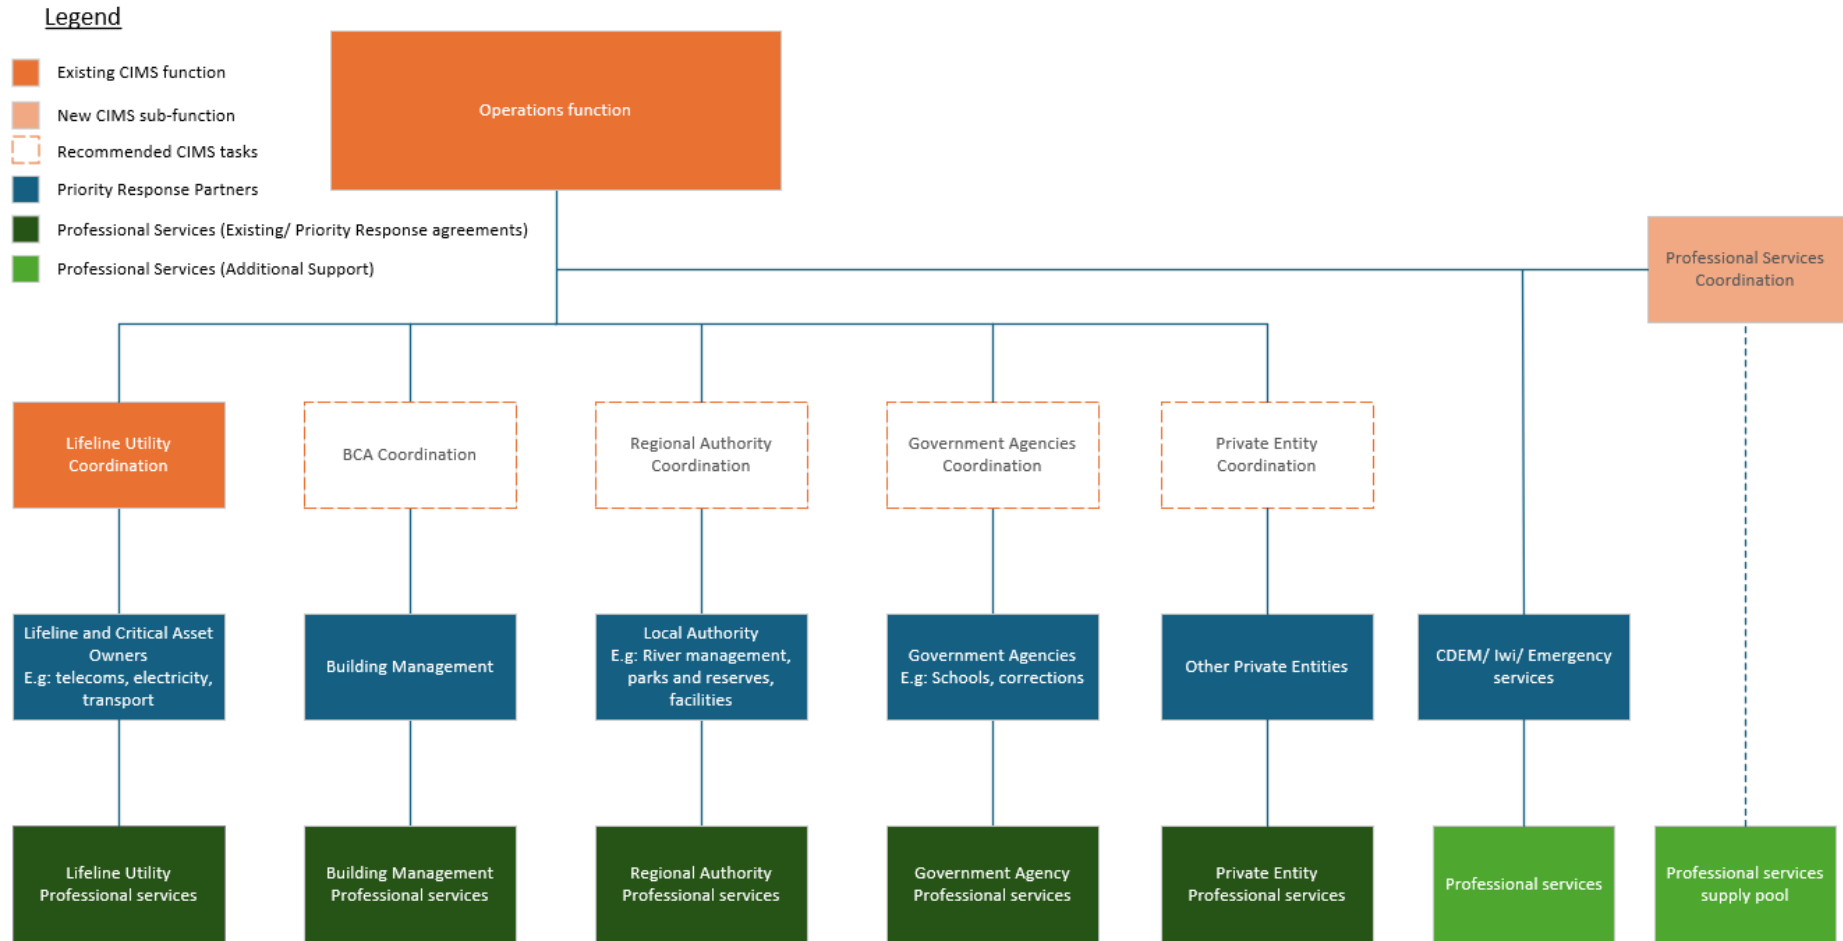 Legend
Existing CIMS function
New CIMS sub-function
Recommended CIMS tasks
Priority Response Partners
Professional Services (Existing/ Priority Response agreements)
Professional Services (Additional Support)
Operations function
Professional Services
Coordination
Lifeline Utility
Coordination
BCA Coordination
Regional Authority
Coordination
Government Agencies
Coordination
Private Entity
Coordination
Lifeline and Critical Asset
Owners
E.g: telecoms, electricity,
transport
Building Management
Local Authority
E.g: River management,
parks and reserves,
facilities
Government Agencies
E.g: Schools, corrections
Other Private Entities
CDEM/ Iwi/ Emergency
services
Lifeline Utility
Professional services
Building Management
Professional services
Regional Authority
Professional services
Government Agency
Professional services
Private Entity
Professional services
Professional services
Professional services
supply pool